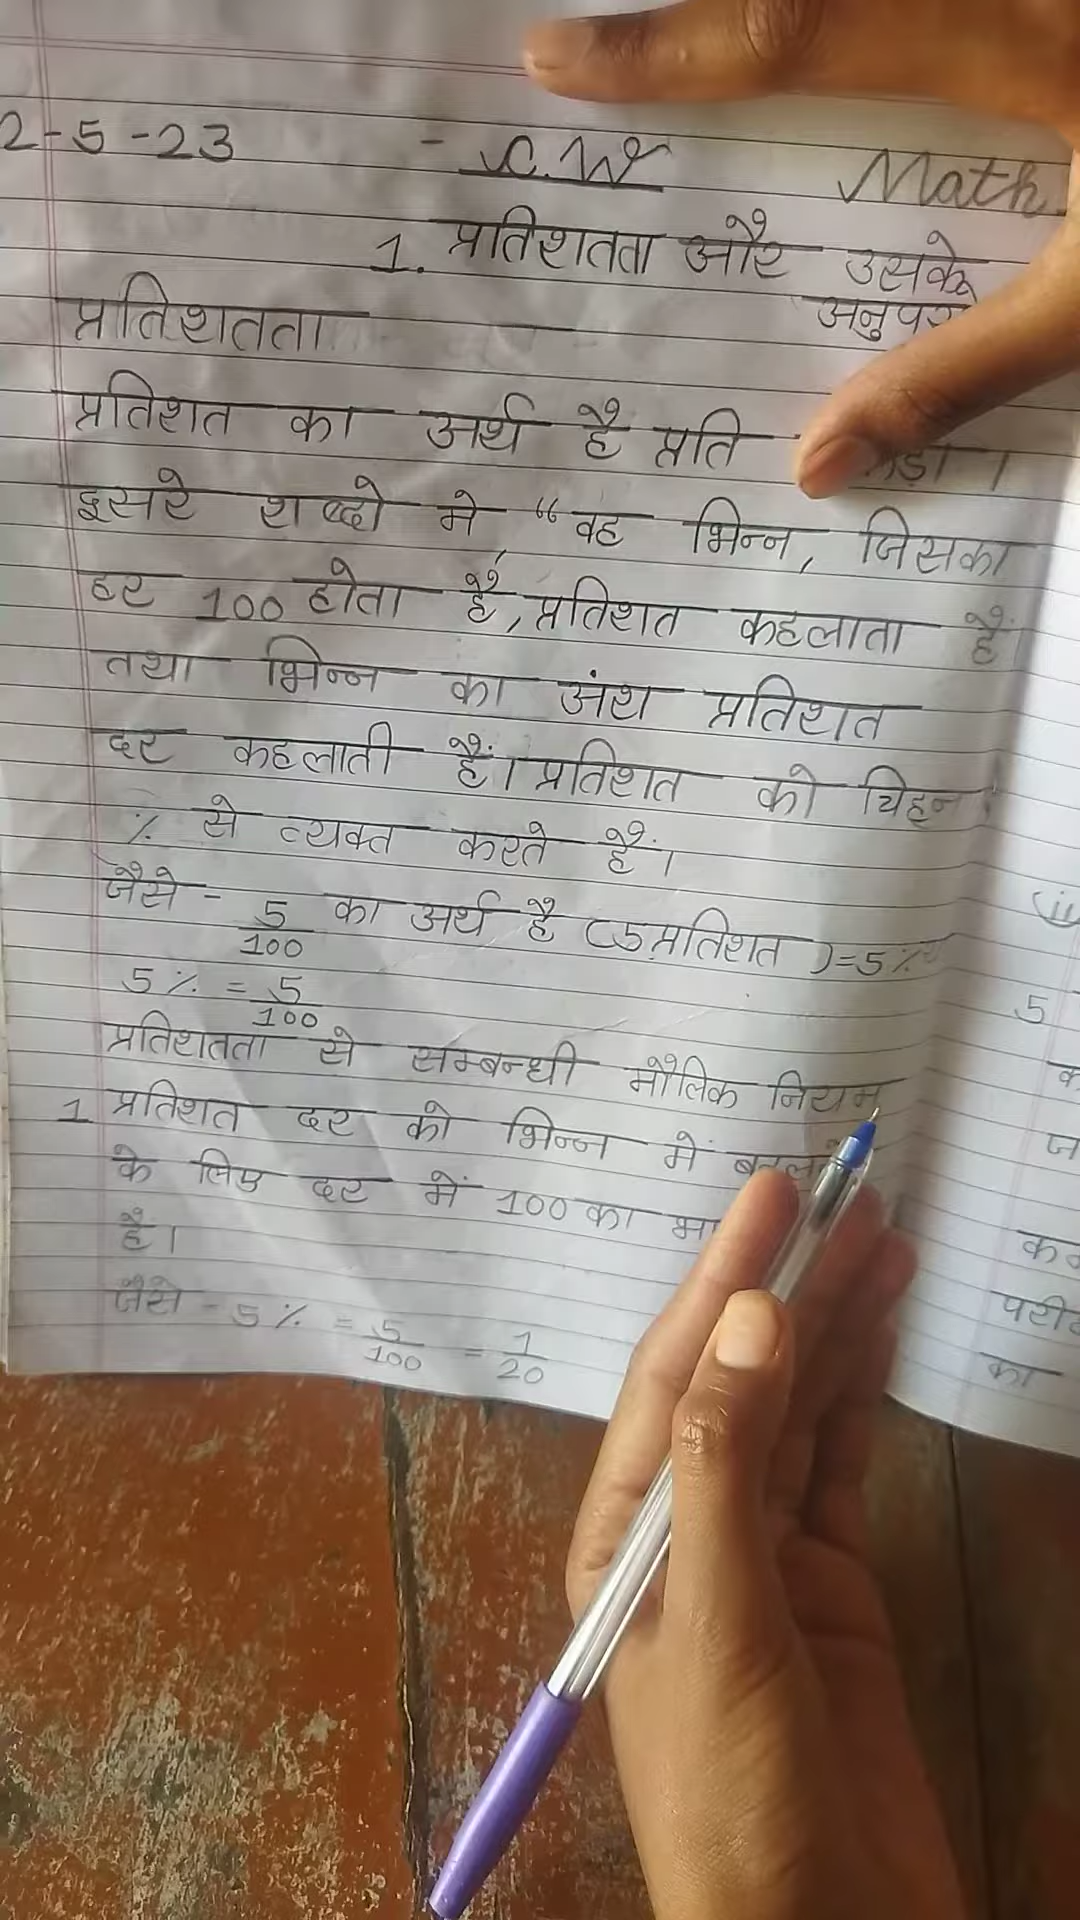 2-5-23 - C.W Math
1. प्रतिशतता और उसके
अनुप
प्रतिशतता
प्रतिशत का अर्थ है प्रति
दुसरे शब्दो मे “वह भिन्न, जिसका
हर 100 होता है, प्रतिशत कहलाता हैं
तथा भिन्न का अंश प्रतिशत
दर कहलाती हैं। प्रतिशत को चिहन
% से व्यक्त करते हैं।
जैसे - 5/100 का अर्थ है (5 प्रतिशत) = 5%
5% = 5/100
प्रतिशतता से सम्बन्धी मौलिक नियम
1 प्रतिशत दर को भिन्न में
के लिए दर में 100 का
है।
जैसे - 5% = 5/100 = 1/20
5
का